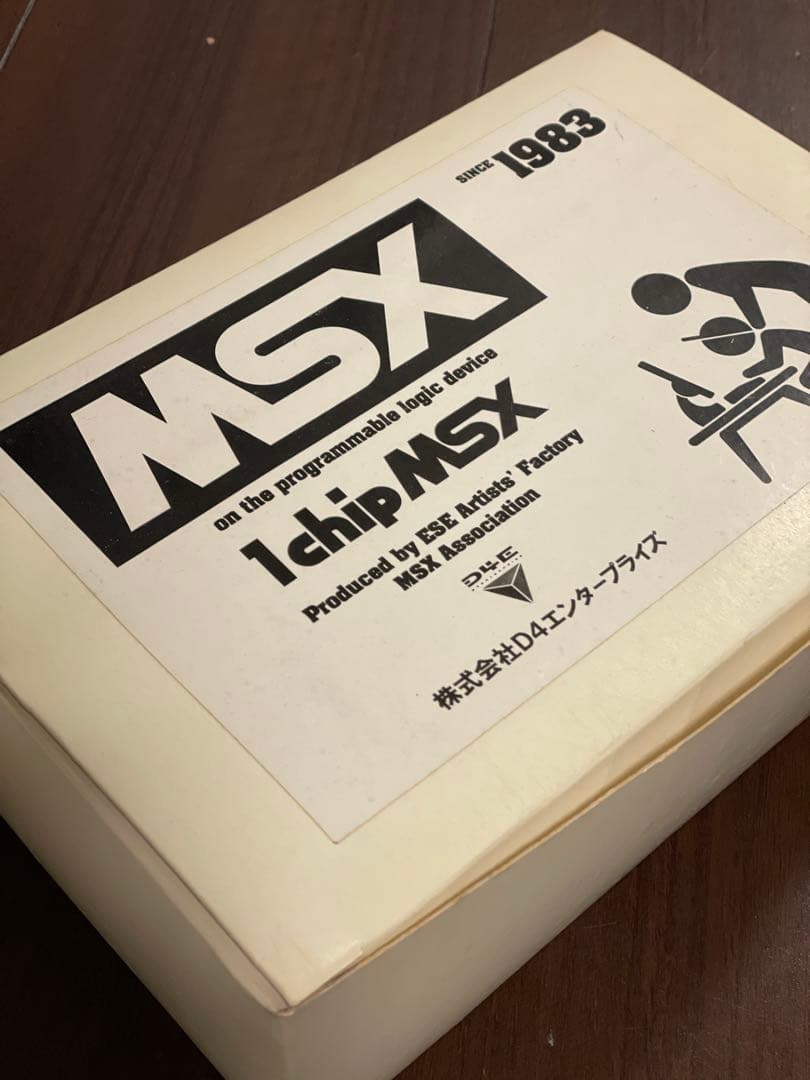 SINCE 1983
MSX
on the programmable logic device
1chipMSX
Produced by ESE Artists' Factory
MSX Association
D4E
株式会社D4エンタープライズ